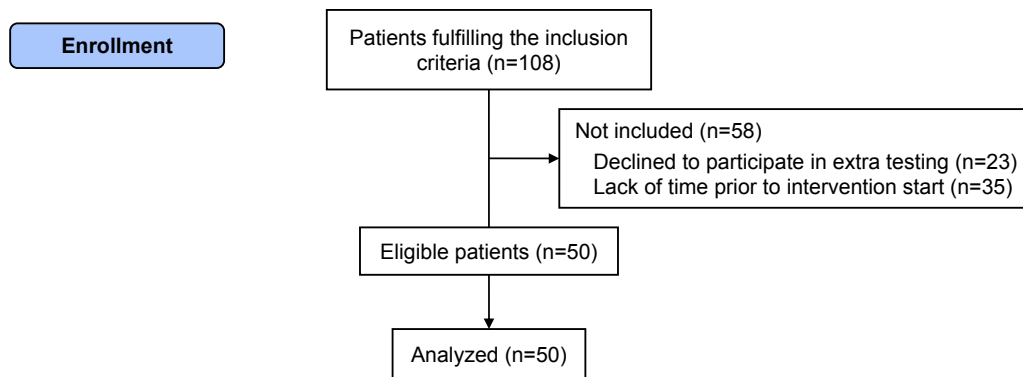 Enrollment
Patients fulfilling the inclusion
criteria (n=108)
Not included (n=58)
Declined to participate in extra testing (n=23)
Lack of time prior to intervention start (n=35)
Eligible patients (n=50)
Analyzed (n=50)